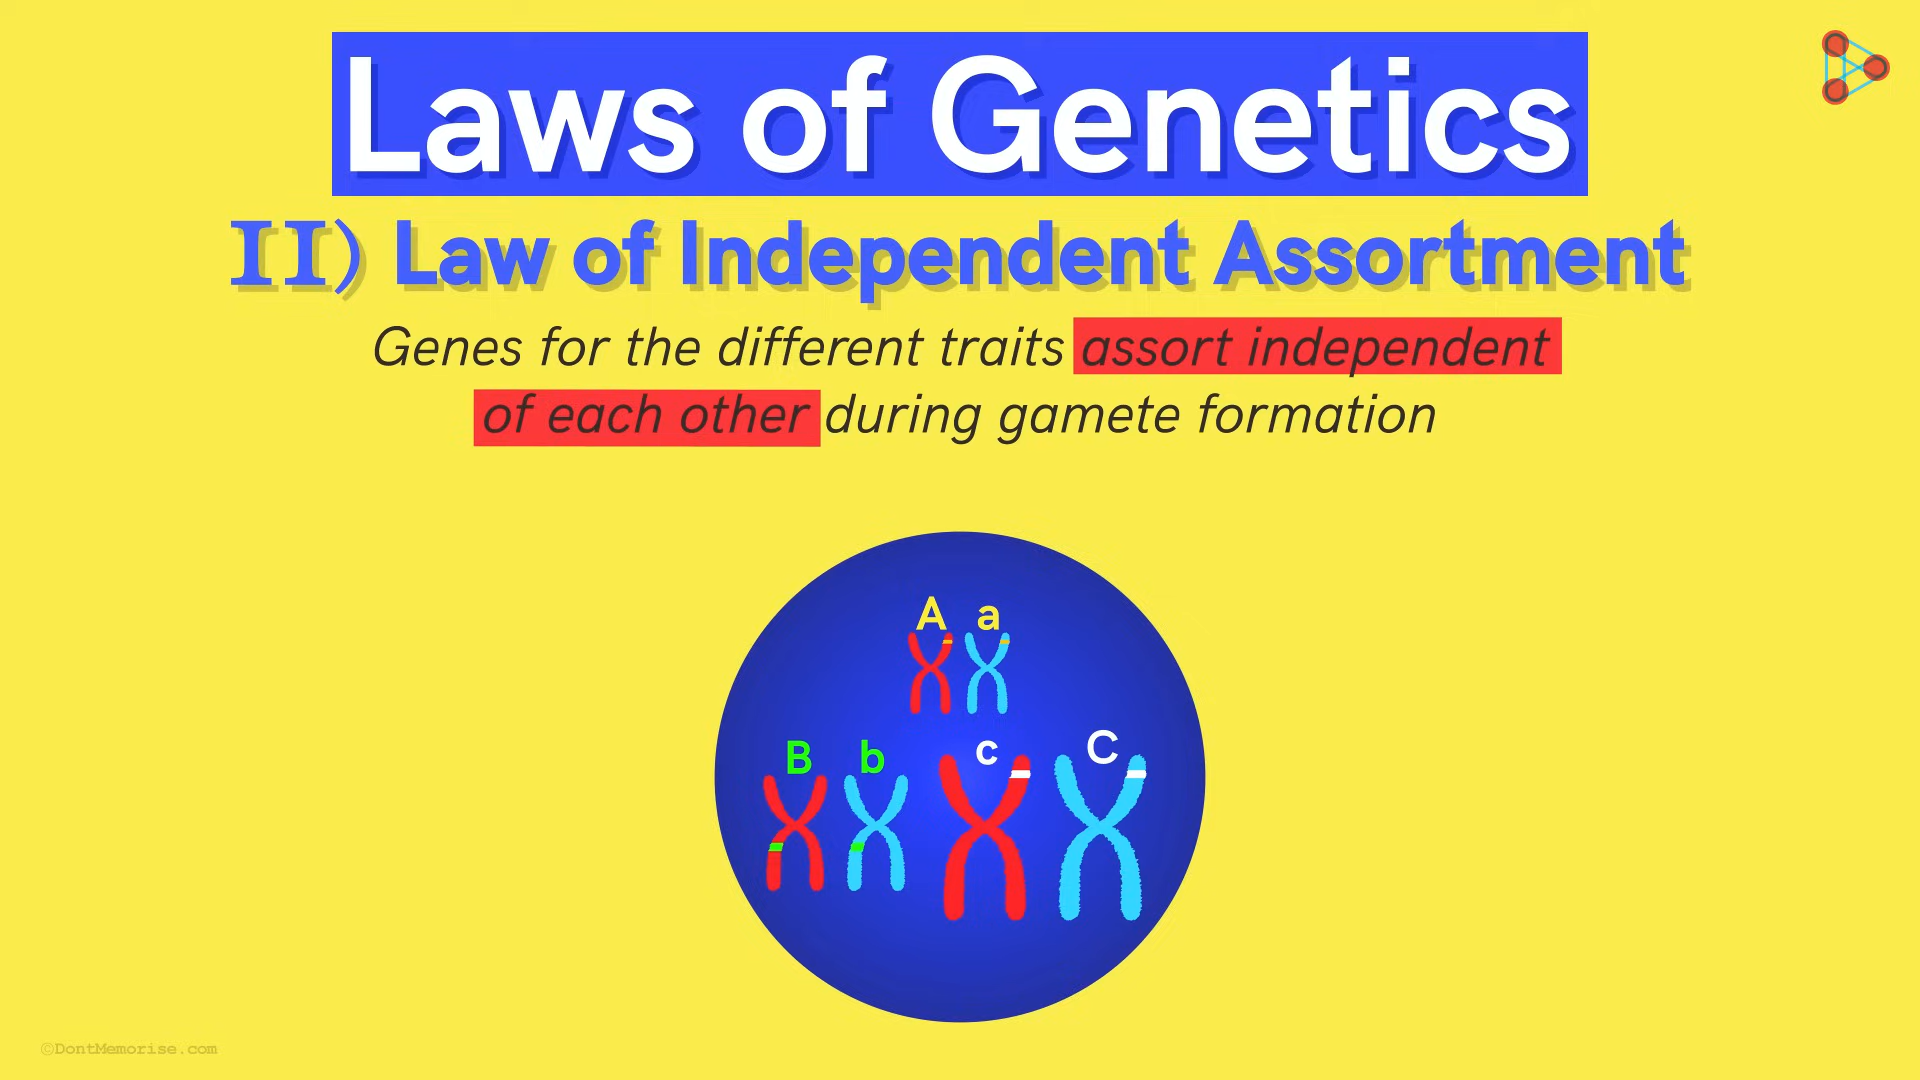 Laws of Genetics
II) Law of Independent Assortment
Genes for the different traits assort independent
of each other during gamete formation
A a
B b c C
©DontMemorise.com